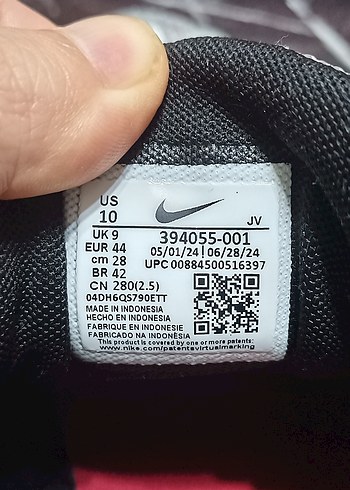 US
10
JV
UK 9
394055-001
EUR 44
05/01/24 | 06/28/24
cm 28
UPC 00884500516397
BR 42
CN 280(2.5)
04DH6QS790ETT
MADE IN INDONESIA
HECHO EN INDONESIA
FABRIQUE EN INDONESIE
FABRICADO NA INDONÉSIA
This product is covered by one or more patents:
www.nike.com/patentsvirtualmarking